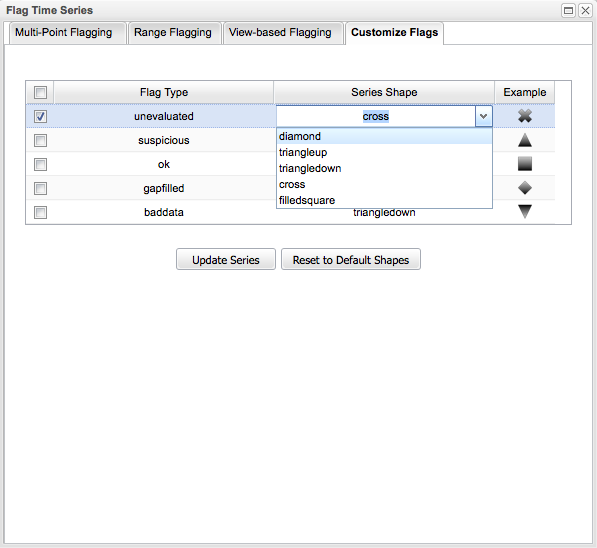 Flag Time Series
Multi-Point Flagging Range Flagging View-based Flagging Customize Flags
Flag Type Series Shape Example
unevaluated cross
suspicious
ok
gapfilled
baddata triangledown
diamond
triangleup
triangledown
cross
filledsquare
Update Series Reset to Default Shapes